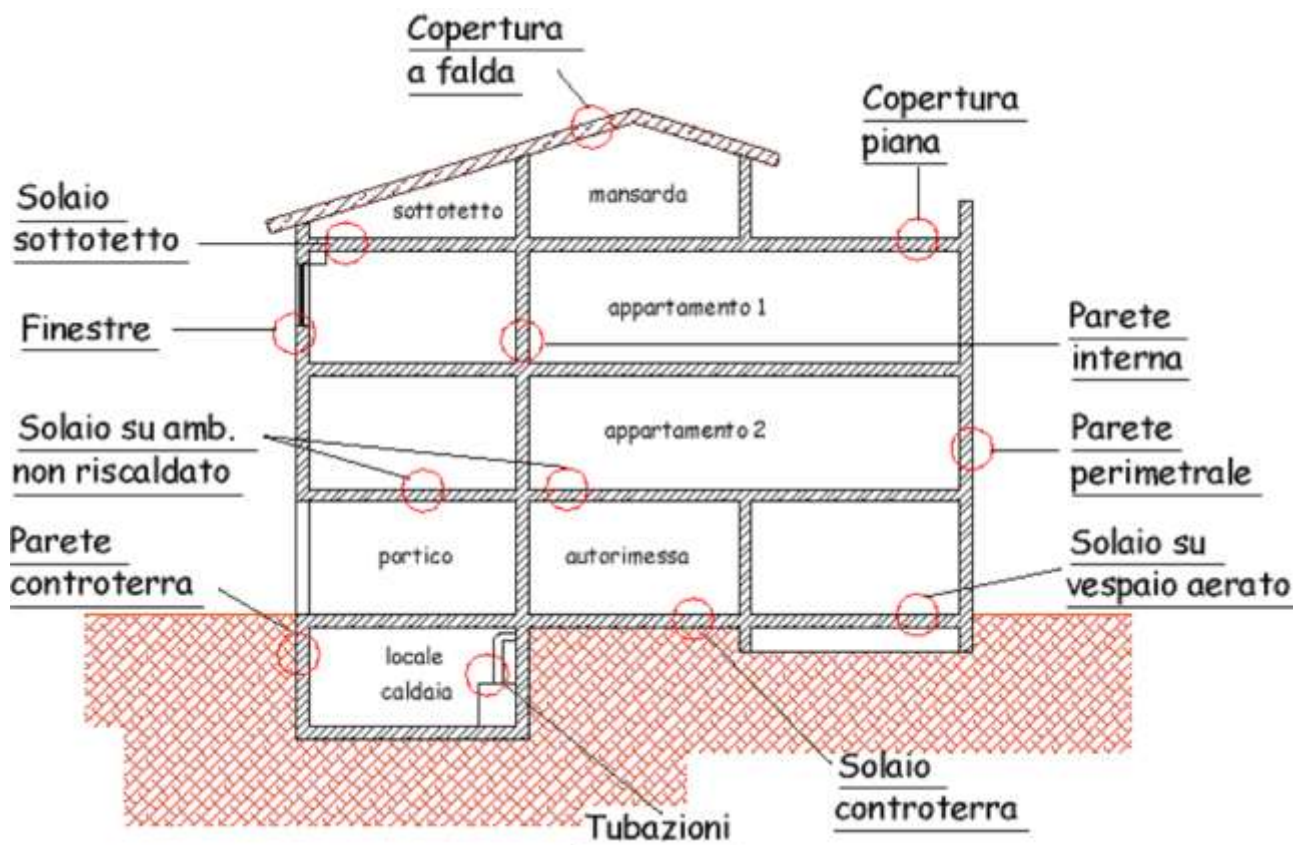 Copertura
a falda
Copertura
piana
Solaio
sottotetto
sottotetto
mansarda
Finestre
appartamento 1
Parete
interna
Solaio su amb.
non riscaldato
appartamento 2
Parete
perimetrale
Parete
controterra
portico
autorimessa
Solaio su
vespaio aerato
locale
caldaia
Solaio
controterra
Tubazioni